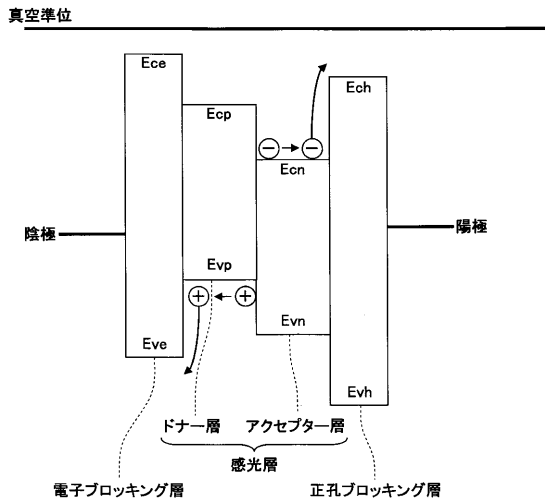 真空準位
Ece
Ech
Ecp
⊖→⊖
Ecn
陰極
陽極
Evp
⊕←⊕
Evn
Eve
Evh
ドナー層
アクセプター層
感光層
電子ブロッキング層
正孔ブロッキング層